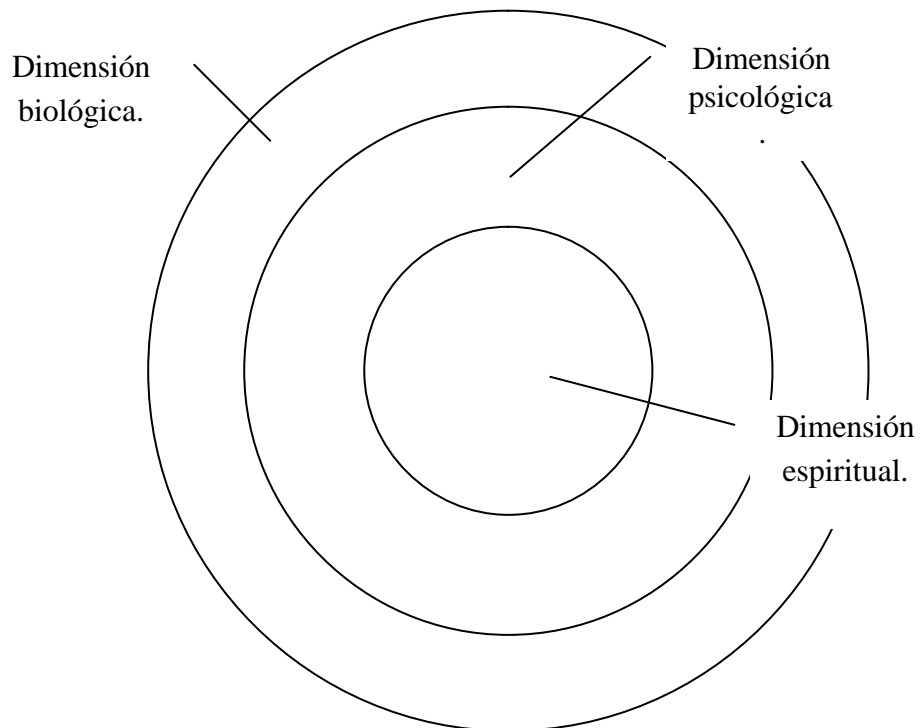 Dimensión
biológica.
Dimensión
psicológica
.
Dimensión
espiritual.